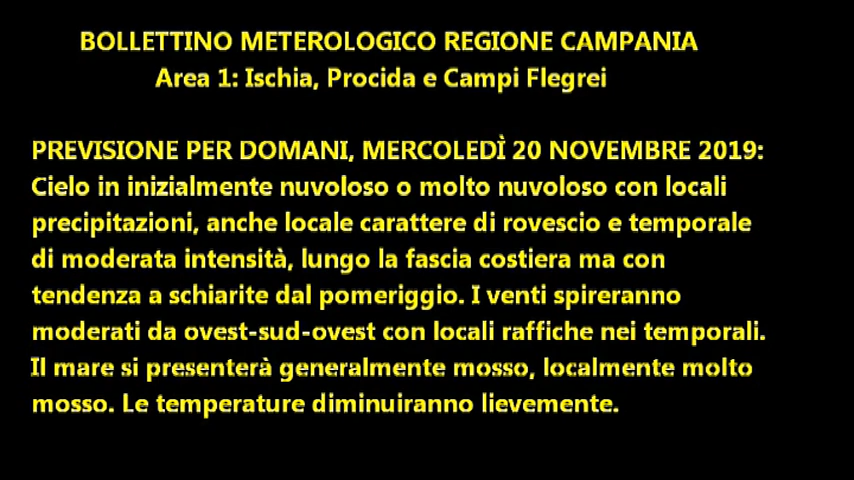 BOLLETTINO METEROLOGICO REGIONE CAMPANIA
Area 1: Ischia, Procida e Campi Flegrei
PREVISIONE PER DOMANI, MERCOLEDÌ 20 NOVEMBRE 2019:
Cielo in inizialmente nuvoloso o molto nuvoloso con locali
precipitazioni, anche locale carattere di rovescio e temporale
di moderata intensità, lungo la fascia costiera ma con
tendenza a schiarite dal pomeriggio. I venti spireranno
moderati da ovest-sud-ovest con locali raffiche nei temporali.
Il mare si presenterà generalmente mosso, localmente molto
mosso. Le temperature diminuiranno lievemente.